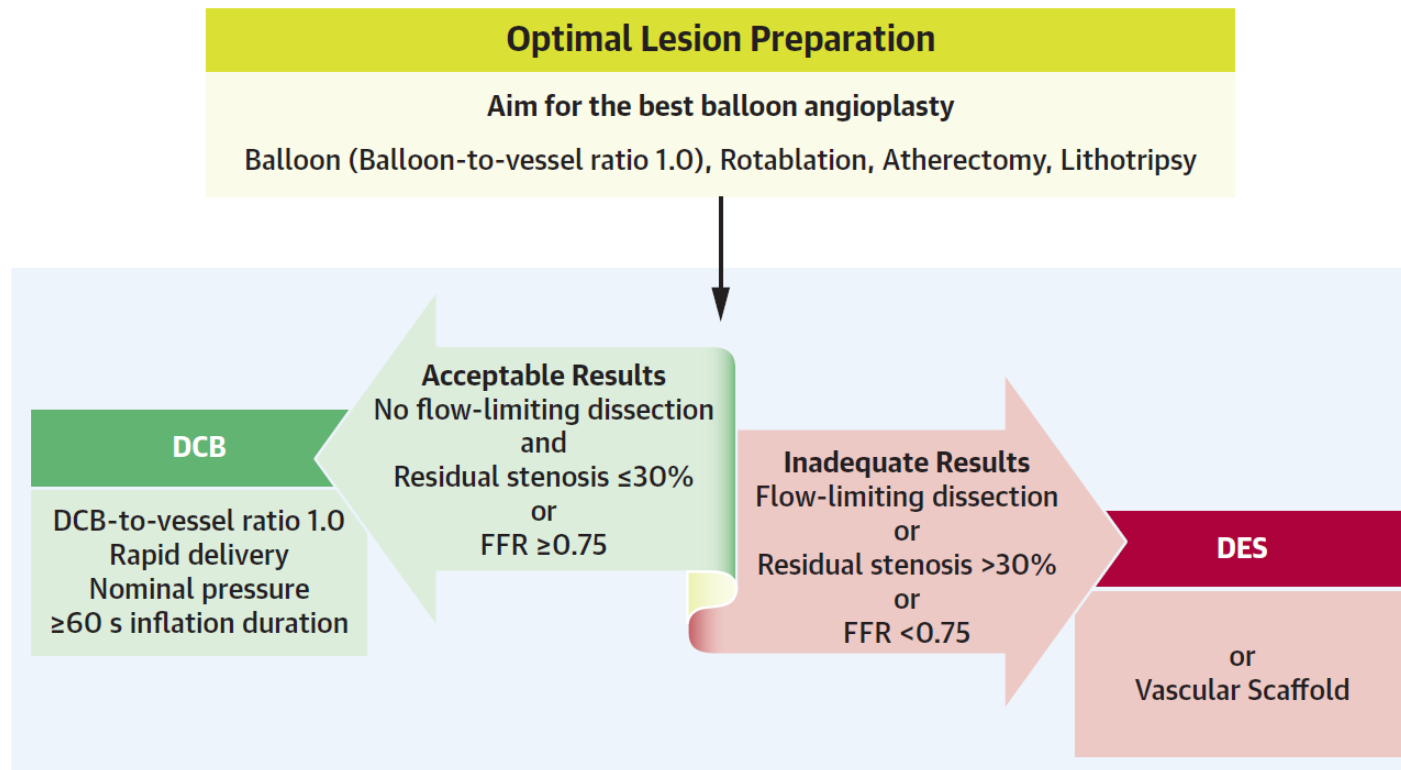 Optimal Lesion Preparation
Aim for the best balloon angioplasty
Balloon (Balloon-to-vessel ratio 1.0), Rotablation, Atherectomy, Lithotripsy
Acceptable Results
No flow-limiting dissection
and
Residual stenosis ≤30%
or
FFR ≥0.75
DCB
DCB-to-vessel ratio 1.0
Rapid delivery
Nominal pressure
≥60 s inflation duration
Inadequate Results
Flow-limiting dissection
or
Residual stenosis >30%
or
FFR <0.75
DES
or
Vascular Scaffold